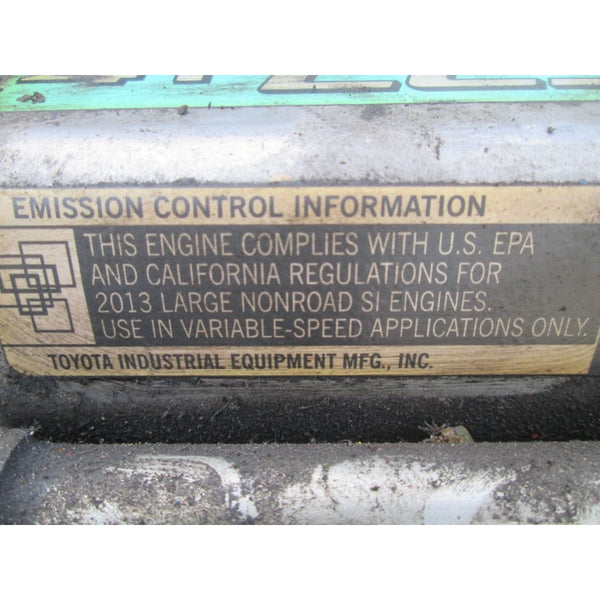 EMISSION CONTROL INFORMATION
THIS ENGINE COMPLIES WITH U.S. EPA
AND CALIFORNIA REGULATIONS FOR
2013 LARGE NONROAD SI ENGINES.
USE IN VARIABLE-SPEED APPLICATIONS ONLY.
TOYOTA INDUSTRIAL EQUIPMENT MFG., INC.